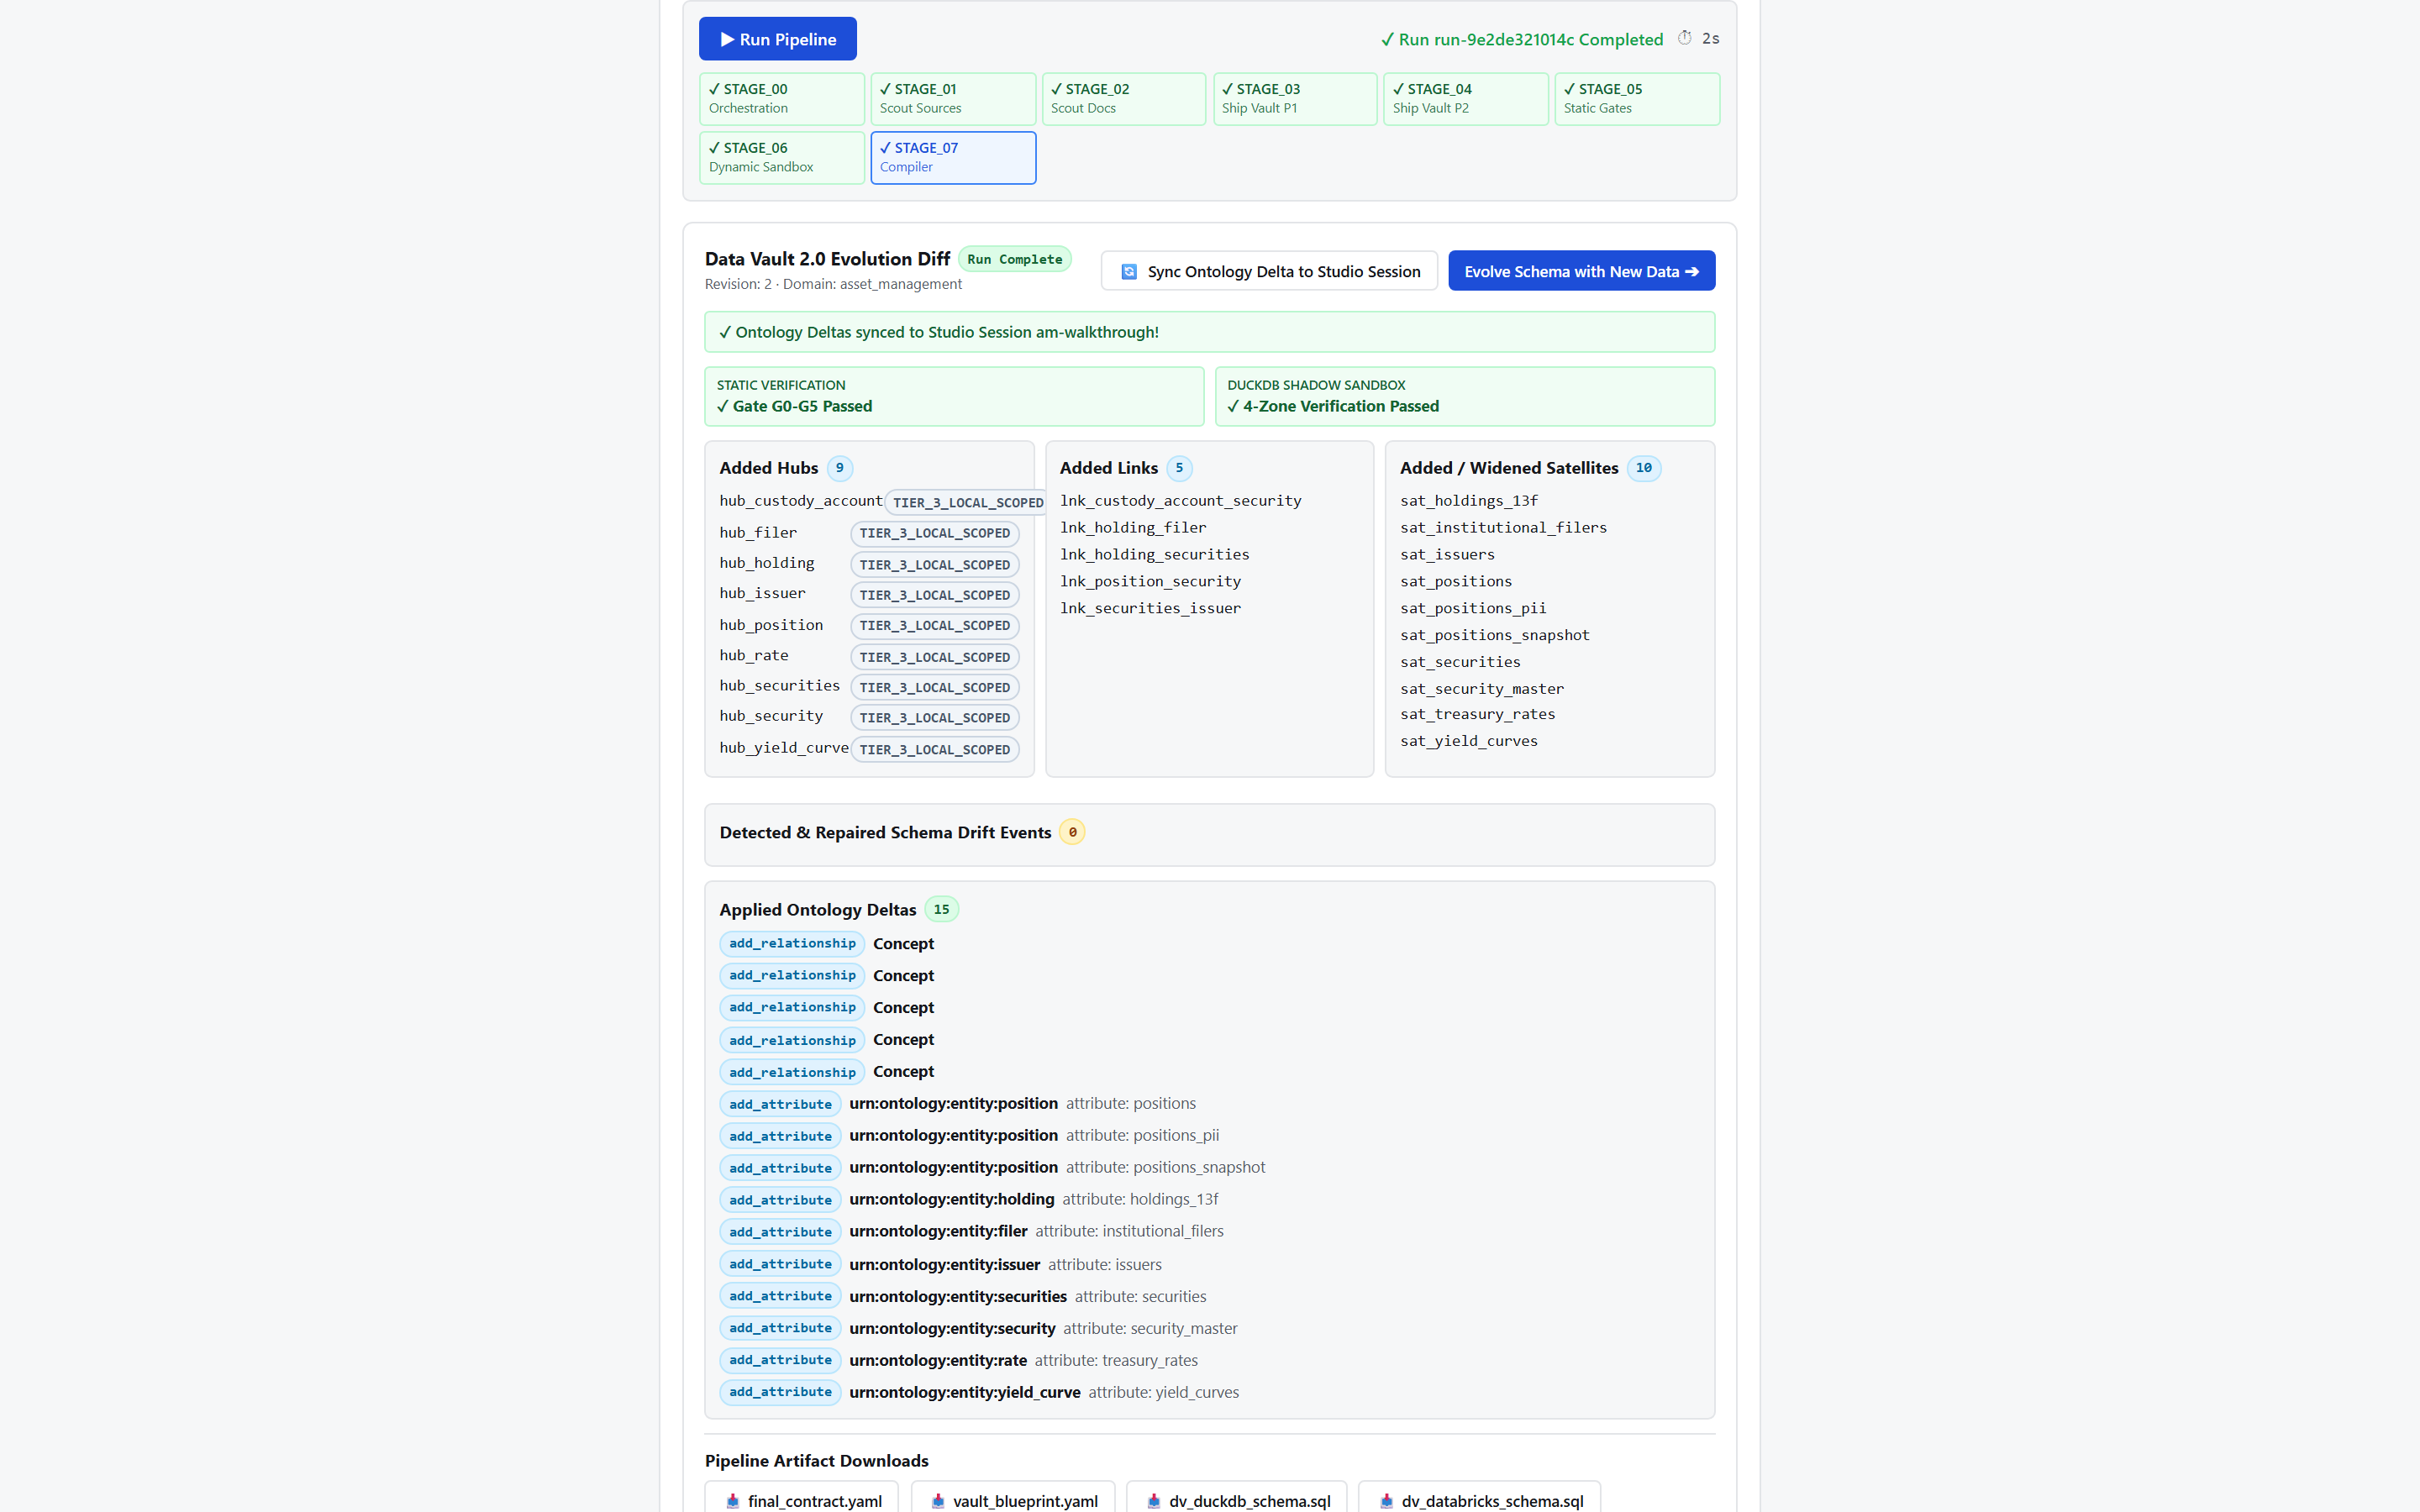 ▶ Run Pipeline
✓ Run run-9e2de321014c Completed ⏱ 2s
✓ STAGE_00
Orchestration
✓ STAGE_01
Scout Sources
✓ STAGE_02
Scout Docs
✓ STAGE_03
Ship Vault P1
✓ STAGE_04
Ship Vault P2
✓ STAGE_05
Static Gates
✓ STAGE_06
Dynamic Sandbox
✓ STAGE_07
Compiler
Data Vault 2.0 Evolution Diff Run Complete
Revision: 2 · Domain: asset_management
Sync Ontology Delta to Studio Session
Evolve Schema with New Data ➔
✓ Ontology Deltas synced to Studio Session am-walkthrough!
STATIC VERIFICATION
✓ Gate G0-G5 Passed
DUCKDB SHADOW SANDBOX
✓ 4-Zone Verification Passed
Added Hubs 9
hub_custody_account TIER_3_LOCAL_SCOPED
hub_filer TIER_3_LOCAL_SCOPED
hub_holding TIER_3_LOCAL_SCOPED
hub_issuer TIER_3_LOCAL_SCOPED
hub_position TIER_3_LOCAL_SCOPED
hub_rate TIER_3_LOCAL_SCOPED
hub_securities TIER_3_LOCAL_SCOPED
hub_security TIER_3_LOCAL_SCOPED
hub_yield_curve TIER_3_LOCAL_SCOPED
Added Links 5
lnk_custody_account_security
lnk_holding_filer
lnk_holding_securities
lnk_position_security
lnk_securities_issuer
Added / Widened Satellites 10
sat_holdings_13f
sat_institutional_filers
sat_issuers
sat_positions
sat_positions_pii
sat_positions_snapshot
sat_securities
sat_security_master
sat_treasury_rates
sat_yield_curves
Detected & Repaired Schema Drift Events 0
Applied Ontology Deltas 15
add_relationship Concept
add_relationship Concept
add_relationship Concept
add_relationship Concept
add_relationship Concept
add_attribute urn:ontology:entity:position attribute: positions
add_attribute urn:ontology:entity:position attribute: positions_pii
add_attribute urn:ontology:entity:position attribute: positions_snapshot
add_attribute urn:ontology:entity:holding attribute: holdings_13f
add_attribute urn:ontology:entity:filer attribute: institutional_filers
add_attribute urn:ontology:entity:issuer attribute: issuers
add_attribute urn:ontology:entity:securities attribute: securities
add_attribute urn:ontology:entity:security attribute: security_master
add_attribute urn:ontology:entity:rate attribute: treasury_rates
add_attribute urn:ontology:entity:yield_curve attribute: yield_curves
Pipeline Artifact Downloads
final_contract.yaml
vault_blueprint.yaml
dv_duckdb_schema.sql
dv_databricks_schema.sql